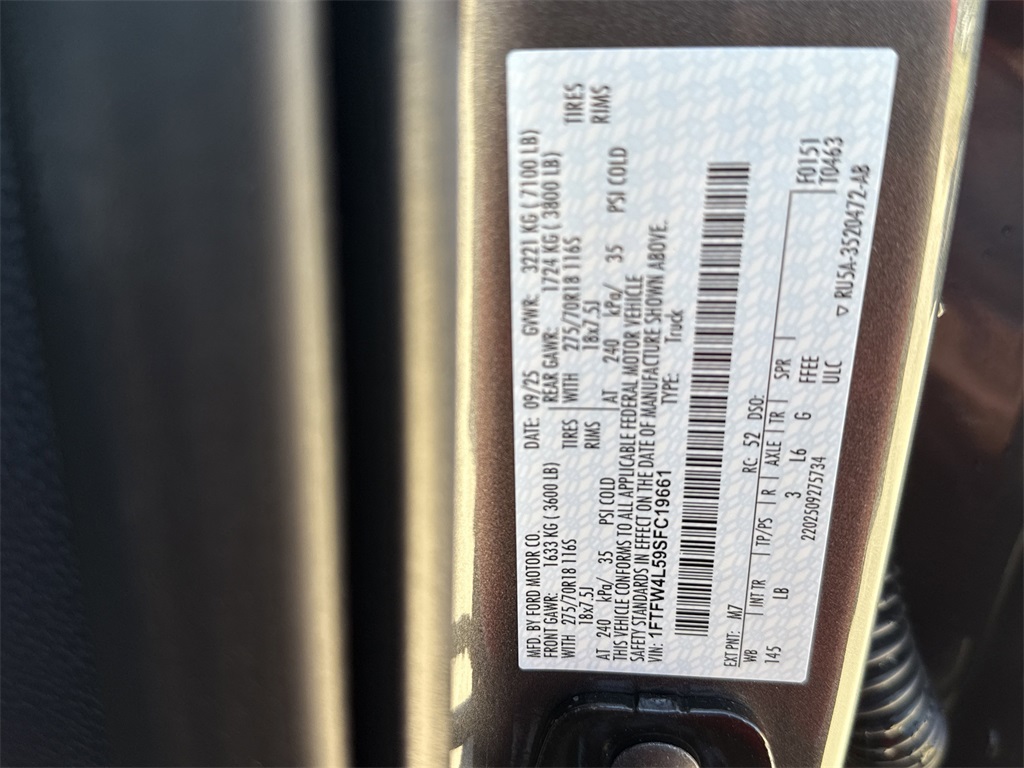 MFD. BY FORD MOTOR CO.
DATE: 09/25 GVWR: 3221 KG ( 7100 LB)
FRONT GAWR: 1633 KG ( 3600 LB)
REAR GAWR: 1724 KG ( 3800 LB)
WITH 275/70R18 116S TIRES
WITH 275/70R18 116S TIRES
18x7.5J RIMS
18x7.5J RIMS
AT 240 kPa/ 35 PSI COLD
AT 240 kPa/ 35 PSI COLD
THIS VEHICLE CONFORMS TO ALL APPLICABLE FEDERAL MOTOR VEHICLE
SAFETY STANDARDS IN EFFECT ON THE DATE OF MANUFACTURE SHOWN ABOVE.
VIN: 1FTFW4L59SFC19661
TYPE: Truck
EXT PNT: M7 RC: 52 DSO: F0151
WB INT TR TP/PS R AXLE TR SPR T0463
145 LB 3 L6 G FFEE
2202509275734 ULC
▽ RU5A-3520472-AB